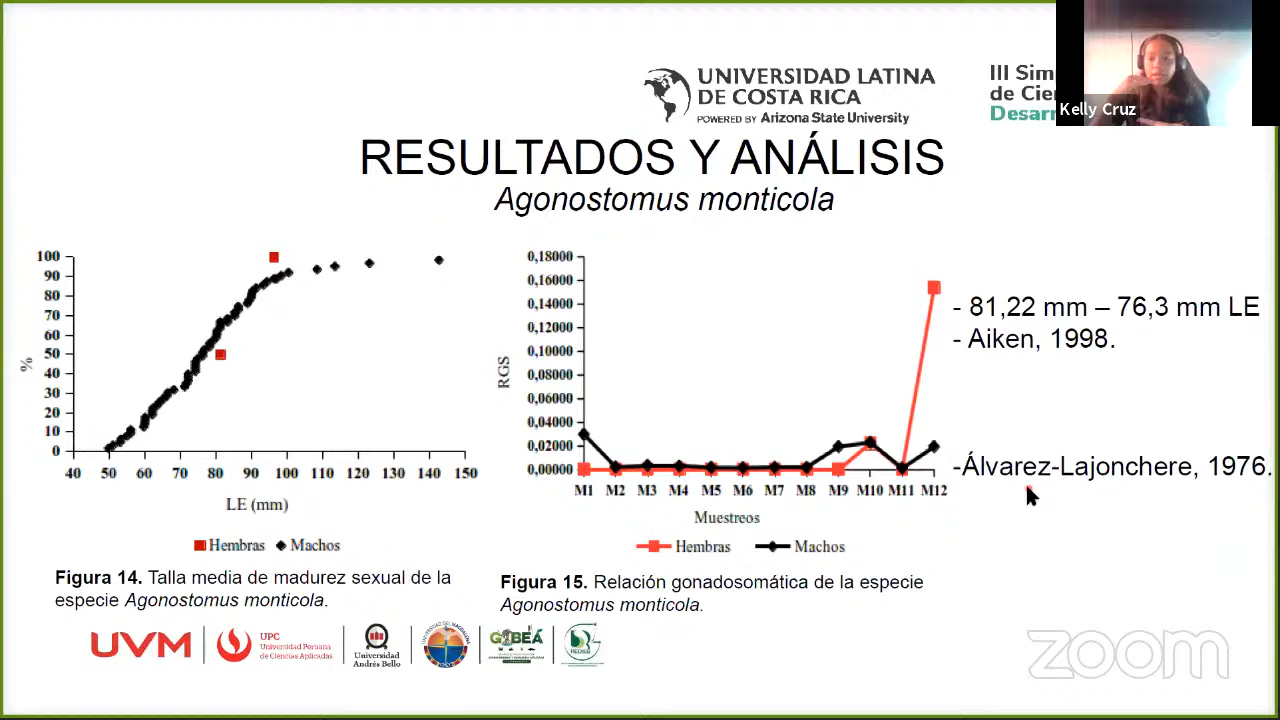 UNIVERSIDAD LATINA
DE COSTA RICA
POWERED BY Arizona State University
III Sim
de Cie
Desarr
Kelly Cruz
RESULTADOS Y ANÁLISIS
Agonostomus monticola
100
90
80
70
60
50
40
30
20
10
0
%
40 50 60 70 80 90 100 110 120 130 140 150
LE (mm)
Hembras Machos
Figura 14. Talla media de madurez sexual de la
especie Agonostomus monticola.
0,18000
0,16000
0,14000
0,12000
0,10000
0,08000
0,06000
0,04000
0,02000
0,00000
RGS
M1 M2 M3 M4 M5 M6 M7 M8 M9 M10 M11 M12
Muestreos
Hembras Machos
Figura 15. Relación gonadosomática de la especie
Agonostomus monticola.
- 81,22 mm – 76,3 mm LE
- Aiken, 1998.
-Álvarez-Lajonchere, 1976.
UVM
UPC
Universidad Peruana
de Ciencias Aplicadas
Universidad
Andrés Bello
zoom